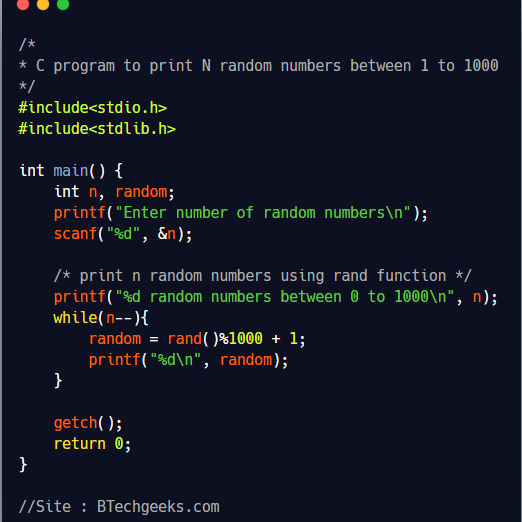 /*
* C program to print N random numbers between 1 to 1000
*/
#include<stdio.h>
#include<stdlib.h>
int main() {
    int n, random;
    printf("Enter number of random numbers\n");
    scanf("%d", &n);
    /* print n random numbers using rand function */
    printf("%d random numbers between 0 to 1000\n", n);
    while(n--){
        random = rand()%1000 + 1;
        printf("%d\n", random);
    }
    getch();
    return 0;
}
//Site : BTechgeeks.com